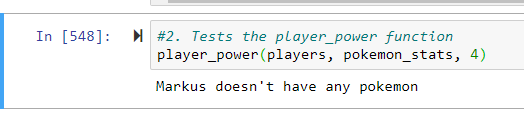 In [548]:
#2. Tests the player_power function
player_power(players, pokemon_stats, 4)
Markus doesn't have any pokemon